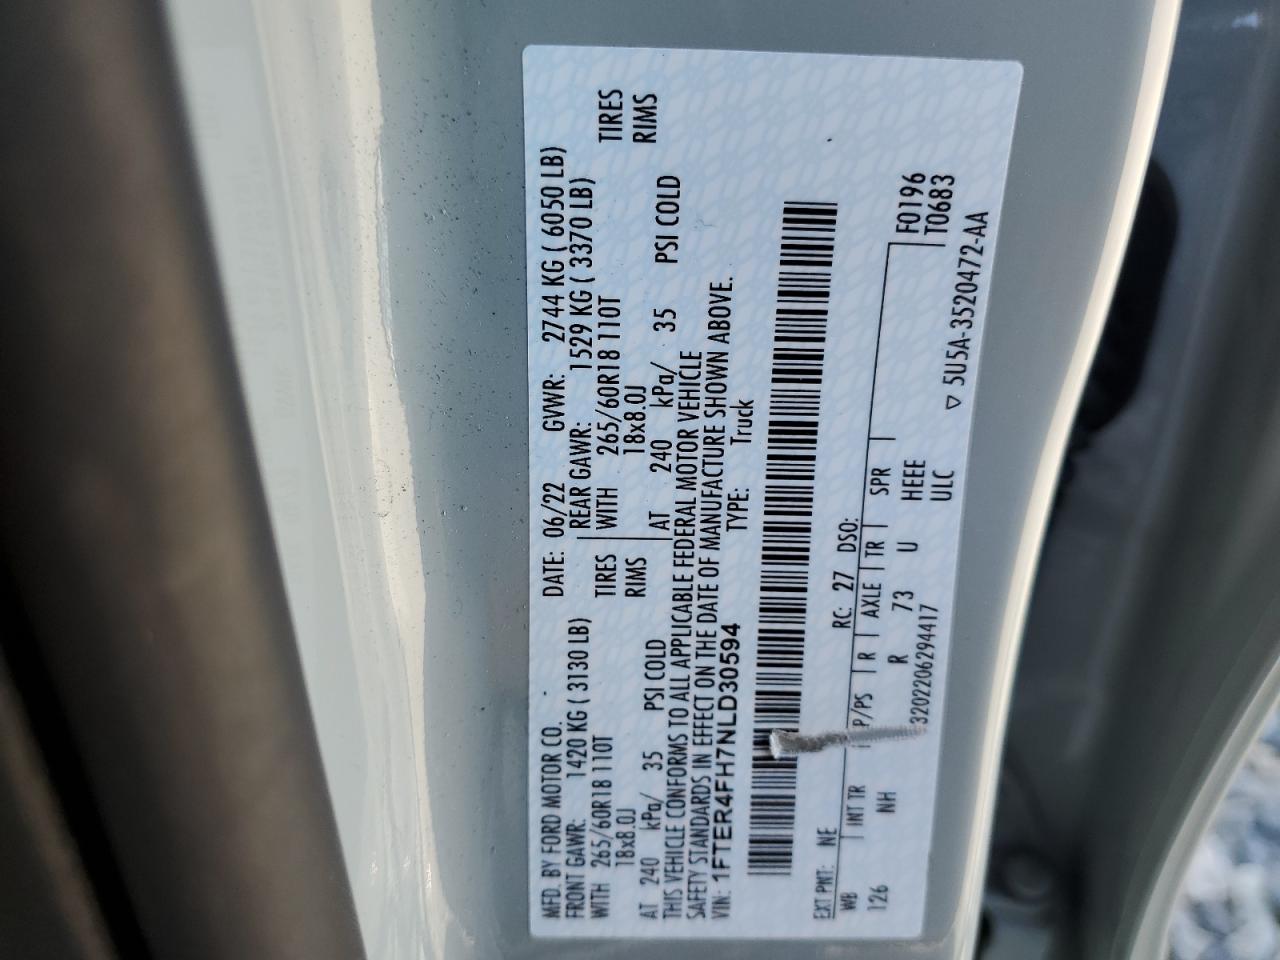 MFD. BY FORD MOTOR CO. DATE: 06/22 GVWR: 2744 KG ( 6050 LB)
FRONT GAWR: 1420 KG ( 3130 LB) REAR GAWR: 1529 KG ( 3370 LB)
WITH 265/60R18 110T TIRES WITH 265/60R18 110T TIRES
18x8.0J RIMS 18x8.0J RIMS
AT 240 kPa/ 35 PSI COLD AT 240 kPa/ 35 PSI COLD
THIS VEHICLE CONFORMS TO ALL APPLICABLE FEDERAL MOTOR VEHICLE
SAFETY STANDARDS IN EFFECT ON THE DATE OF MANUFACTURE SHOWN ABOVE.
VIN: 1FTER4FH7NLD30594 TYPE: Truck
EXT PNT: NE RC: 27 DSO: F0196
WB INT TR P/PS R AXLE TR SPR T0683
126 NH R 73 U HEEE
3202206294417 ULC
▽ 5U5A-3520472-AA